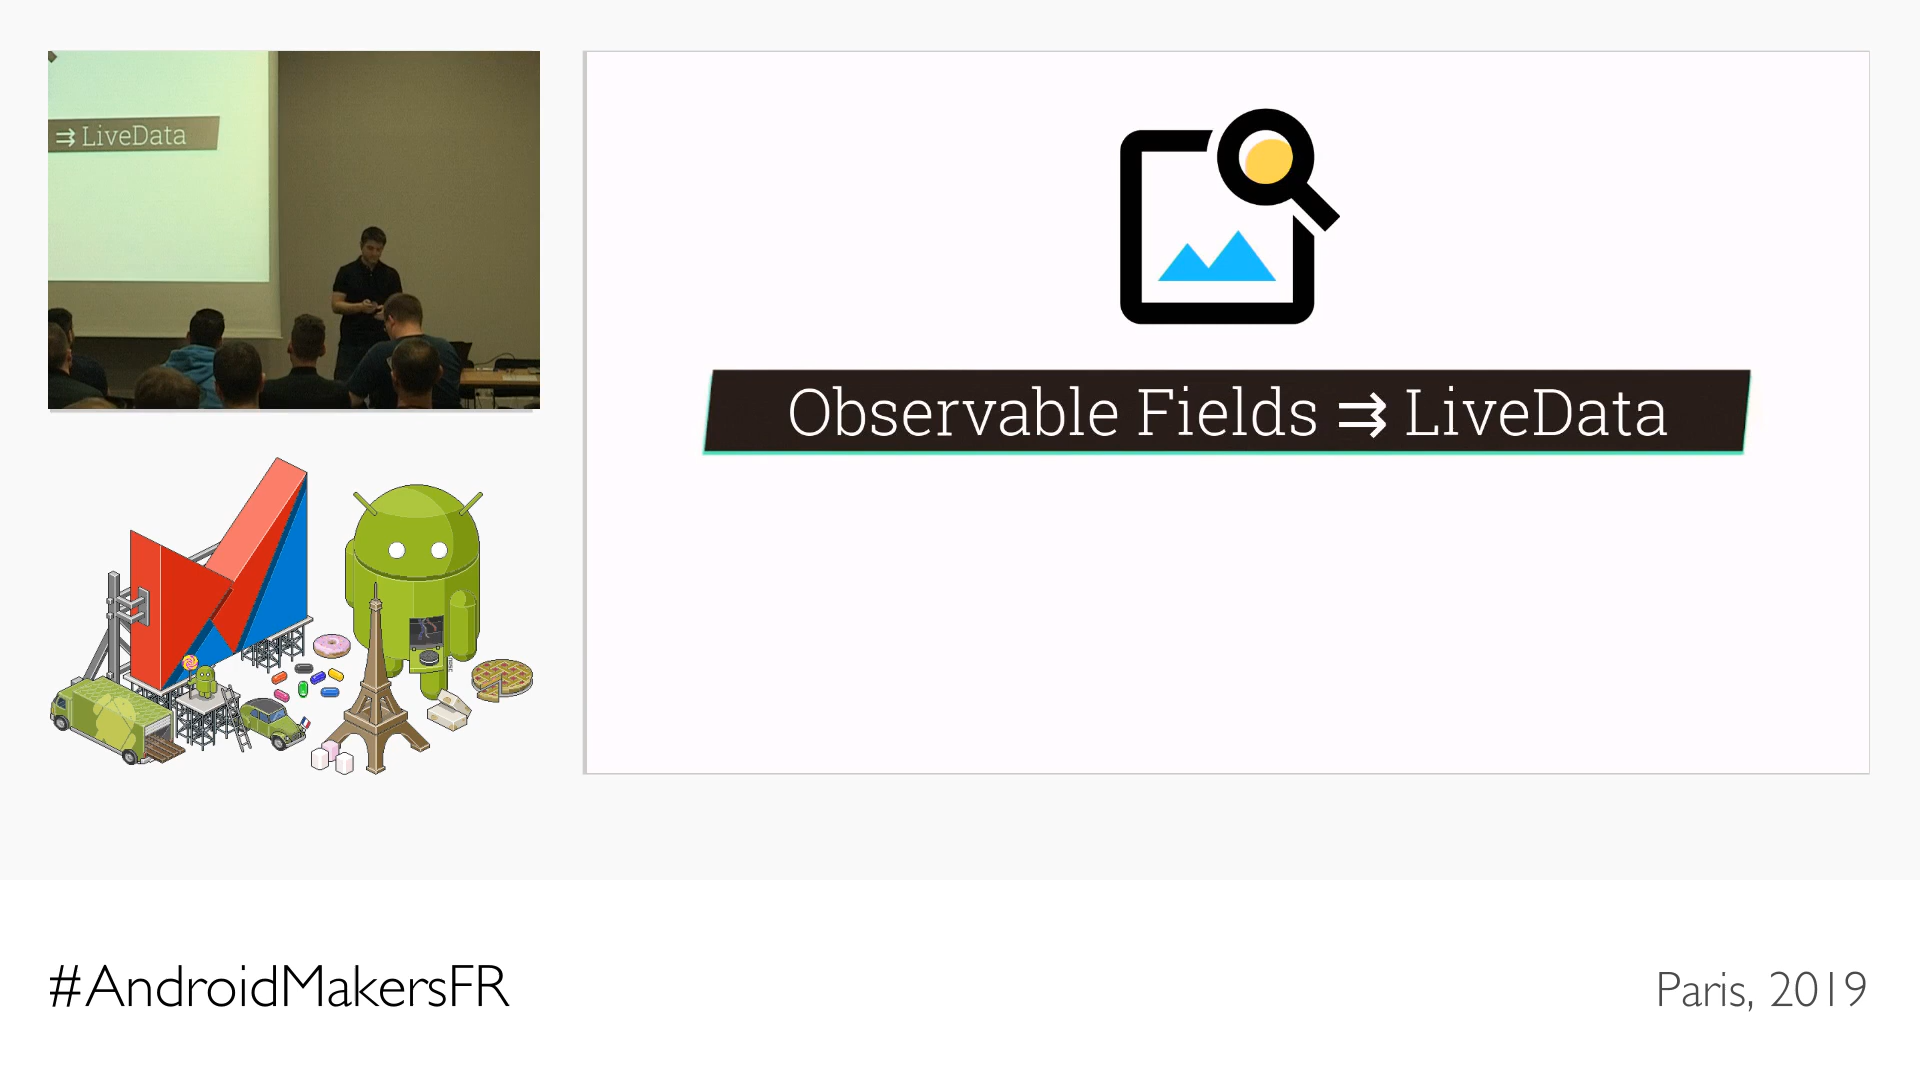 ⇉ LiveData
Observable Fields ⇉ LiveData
#AndroidMakersFR
Paris, 2019